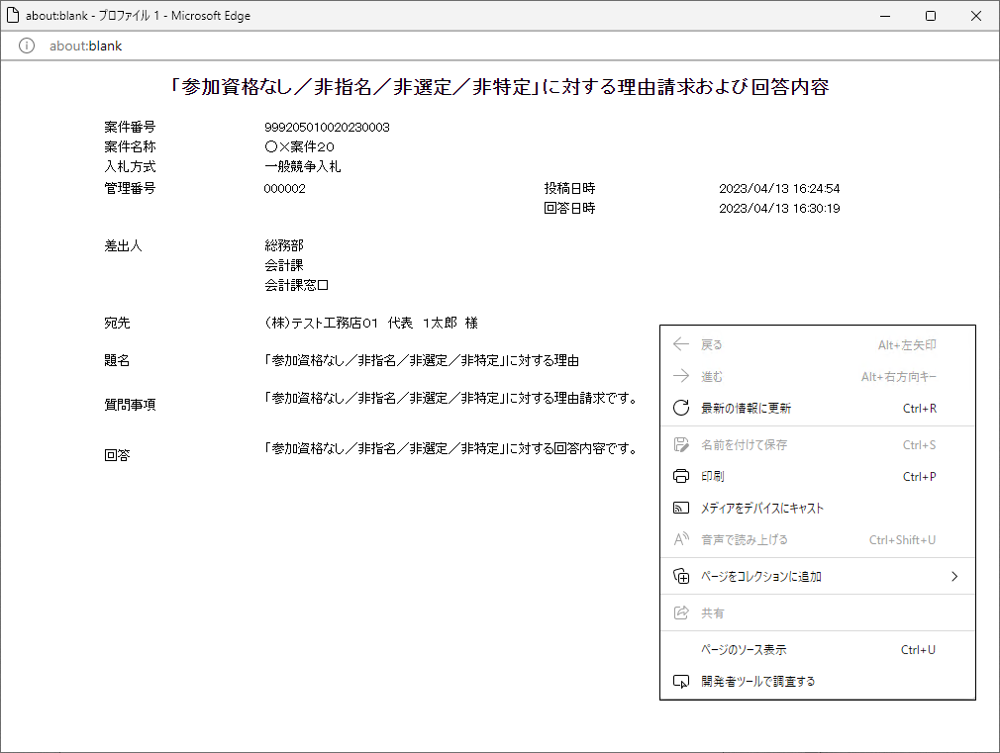 about:blank - プロファイル 1 - Microsoft Edge
about:blank
「参加資格なし／非指名／非選定／非特定」に対する理由請求および回答内容
案件番号 999205010020230003
案件名称 〇×案件20
入札方式 一般競争入札
管理番号 000002 投稿日時 2023/04/13 16:24:54
回答日時 2023/04/13 16:30:19
差出人 総務部
会計課
会計課窓口
宛先 （株）テスト工務店０１　代表　１太郎　様
題名 「参加資格なし／非指名／非選定／非特定」に対する理由
質問事項 「参加資格なし／非指名／非選定／非特定」に対する理由請求です。
回答 「参加資格なし／非指名／非選定／非特定」に対する回答内容です。
戻る Alt+左矢印
進む Alt+右方向キー
最新の情報に更新 Ctrl+R
名前を付けて保存 Ctrl+S
印刷 Ctrl+P
メディアをデバイスにキャスト
音声で読み上げる Ctrl+Shift+U
ページをコレクションに追加
共有
ページのソース表示 Ctrl+U
開発者ツールで調査する